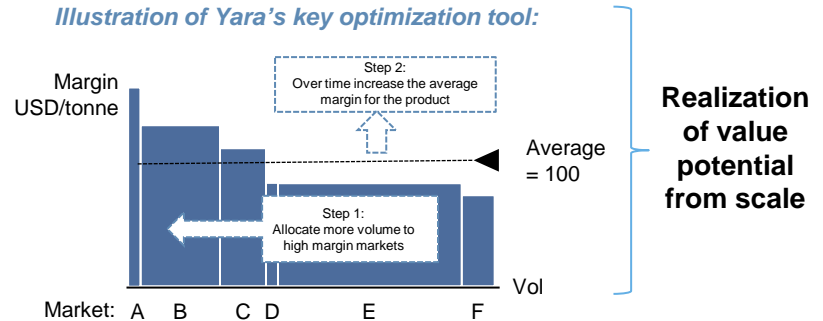 Illustration of Yara's key optimization tool:
Margin
USD/tonne
Step 2:
Over time increase the average
margin for the product
Average
= 100
Step 1:
Allocate more volume to
high margin markets
Vol
Market: A B C D E F
Realization
of value
potential
from scale